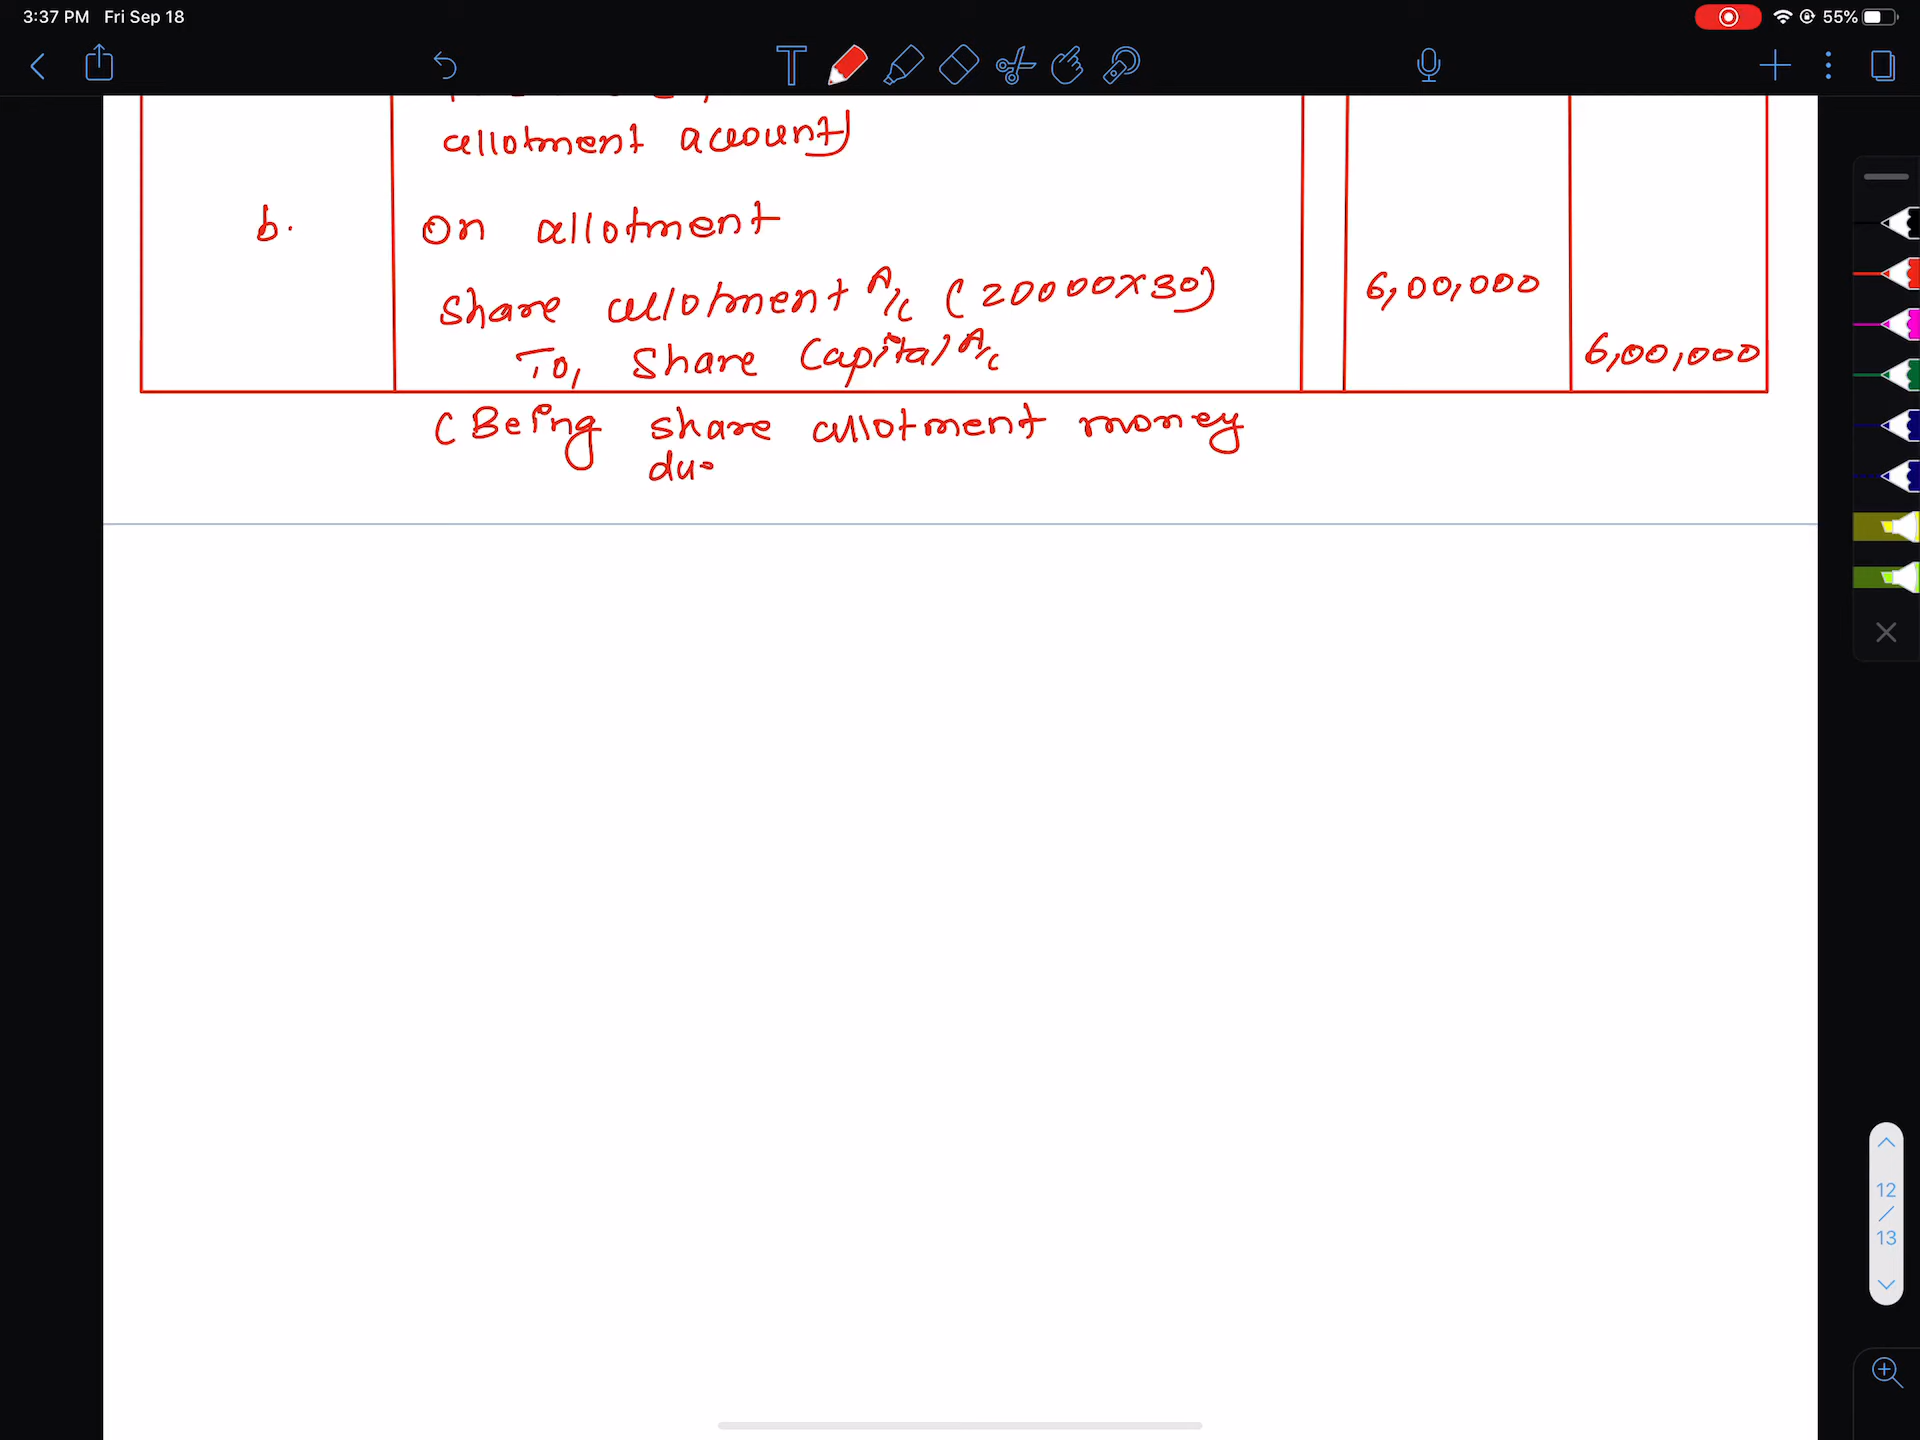 3:37 PM Fri Sep 18
55%
allotment account)
b.
on allotment
Share allotment A/c (20000x30)
6,00,000
To, Share Capital A/c
6,00,000
(Being share allotment money
due
12
/
13